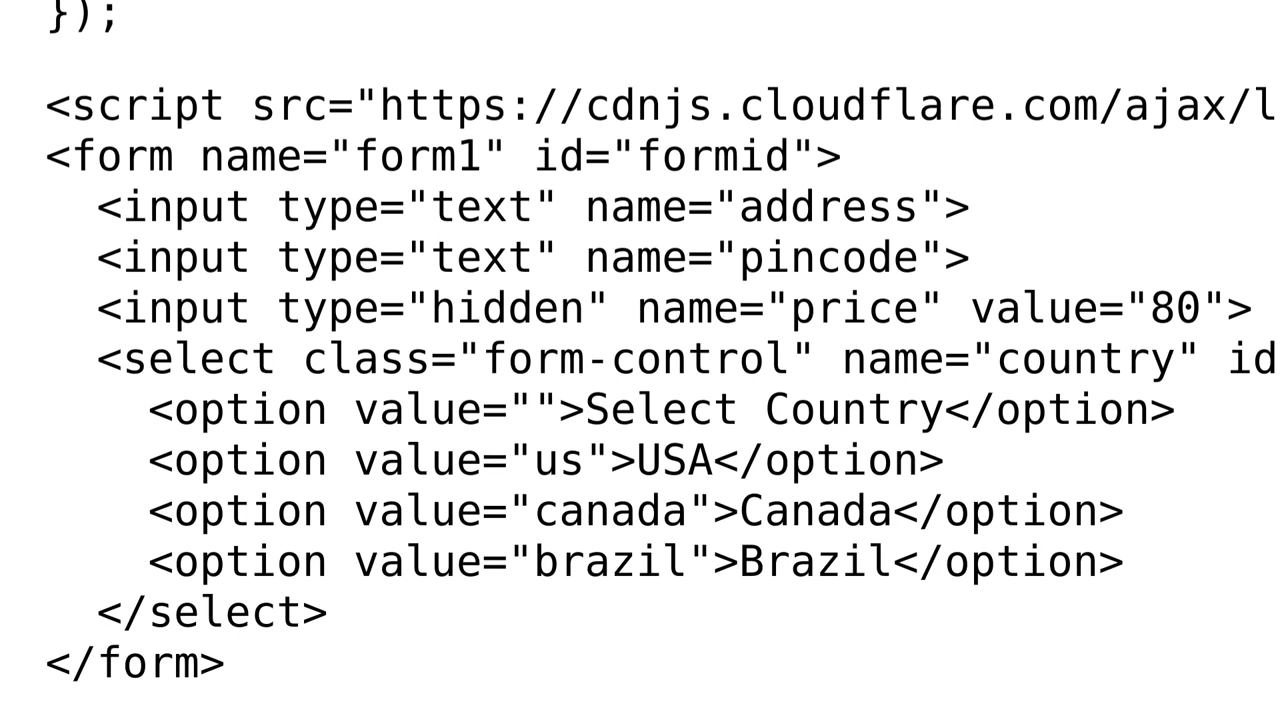 });

<script src="https://cdnjs.cloudflare.com/ajax/l
<form name="form1" id="formid">
  <input type="text" name="address">
  <input type="text" name="pincode">
  <input type="hidden" name="price" value="80">
  <select class="form-control" name="country" id
    <option value="">Select Country</option>
    <option value="us">USA</option>
    <option value="canada">Canada</option>
    <option value="brazil">Brazil</option>
  </select>
</form>